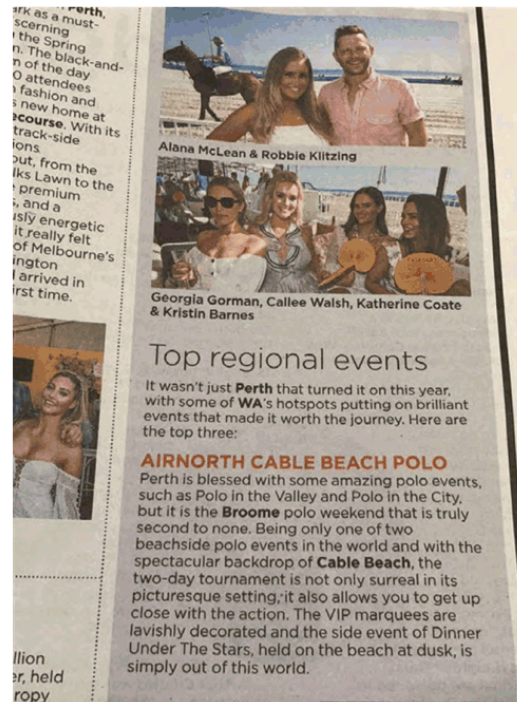 Perth,
ark as a must-
scerning
the Spring
n. The black-and-
n of the day
0 attendees
fashion and
s new home at
ecourse. With its
track-side
ions
out, from the
lks Lawn to the
premium
s, and a
usly energetic
it really felt
of Melbourne's
ington
arrived in
irst time.
Alana McLean & Robbie Klitzing
Georgia Gorman, Callee Walsh, Katherine Coate
& Kristin Barnes
Top regional events
It wasn't just Perth that turned it on this year,
with some of WA's hotspots putting on brilliant
events that made it worth the journey. Here are
the top three:
AIRNORTH CABLE BEACH POLO
Perth is blessed with some amazing polo events,
such as Polo in the Valley and Polo in the City,
but it is the Broome polo weekend that is truly
second to none. Being only one of two
beachside polo events in the world and with the
spectacular backdrop of Cable Beach, the
two-day tournament is not only surreal in its
picturesque setting, it also allows you to get up
close with the action. The VIP marquees are
lavishly decorated and the side event of Dinner
Under The Stars, held on the beach at dusk, is
simply out of this world.
llion
er, held
ropy